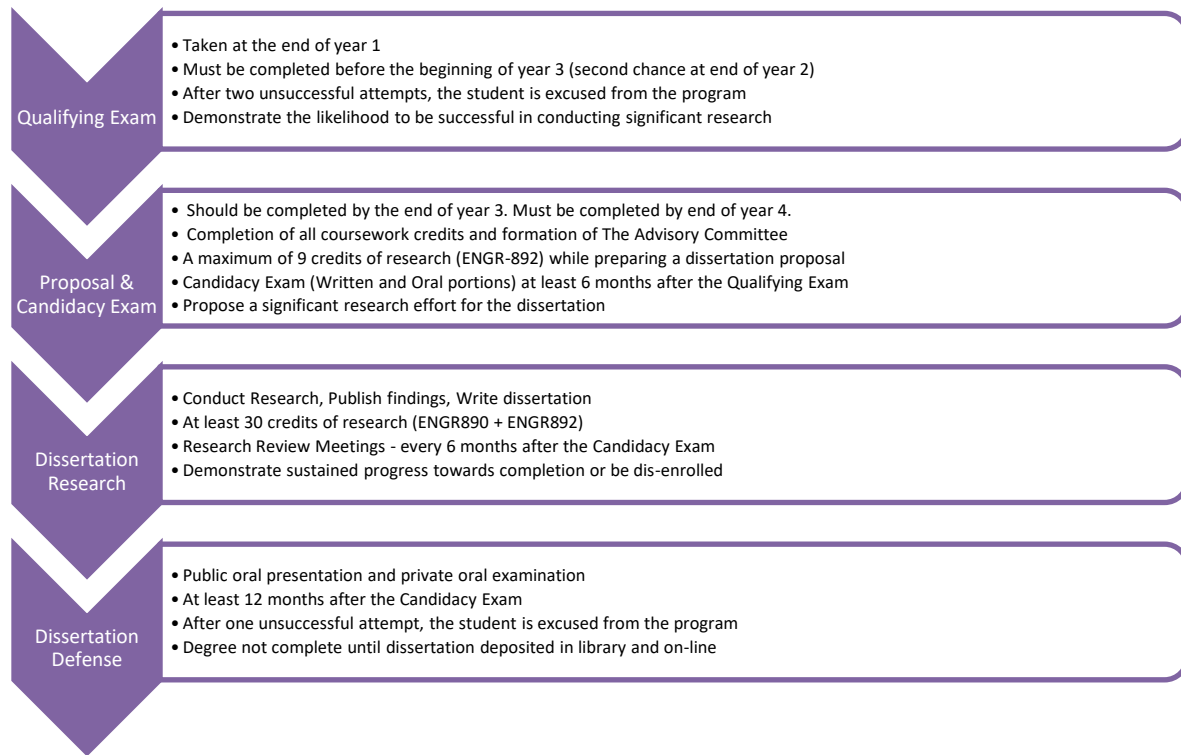 Qualifying Exam
• Taken at the end of year 1
• Must be completed before the beginning of year 3 (second chance at end of year 2)
• After two unsuccessful attempts, the student is excused from the program
• Demonstrate the likelihood to be successful in conducting significant research
Proposal &
Candidacy Exam
• Should be completed by the end of year 3. Must be completed by end of year 4.
• Completion of all coursework credits and formation of The Advisory Committee
• A maximum of 9 credits of research (ENGR-892) while preparing a dissertation proposal
• Candidacy Exam (Written and Oral portions) at least 6 months after the Qualifying Exam
• Propose a significant research effort for the dissertation
Dissertation
Research
• Conduct Research, Publish findings, Write dissertation
• At least 30 credits of research (ENGR890 + ENGR892)
• Research Review Meetings - every 6 months after the Candidacy Exam
• Demonstrate sustained progress towards completion or be dis-enrolled
Dissertation
Defense
• Public oral presentation and private oral examination
• At least 12 months after the Candidacy Exam
• After one unsuccessful attempt, the student is excused from the program
• Degree not complete until dissertation deposited in library and on-line